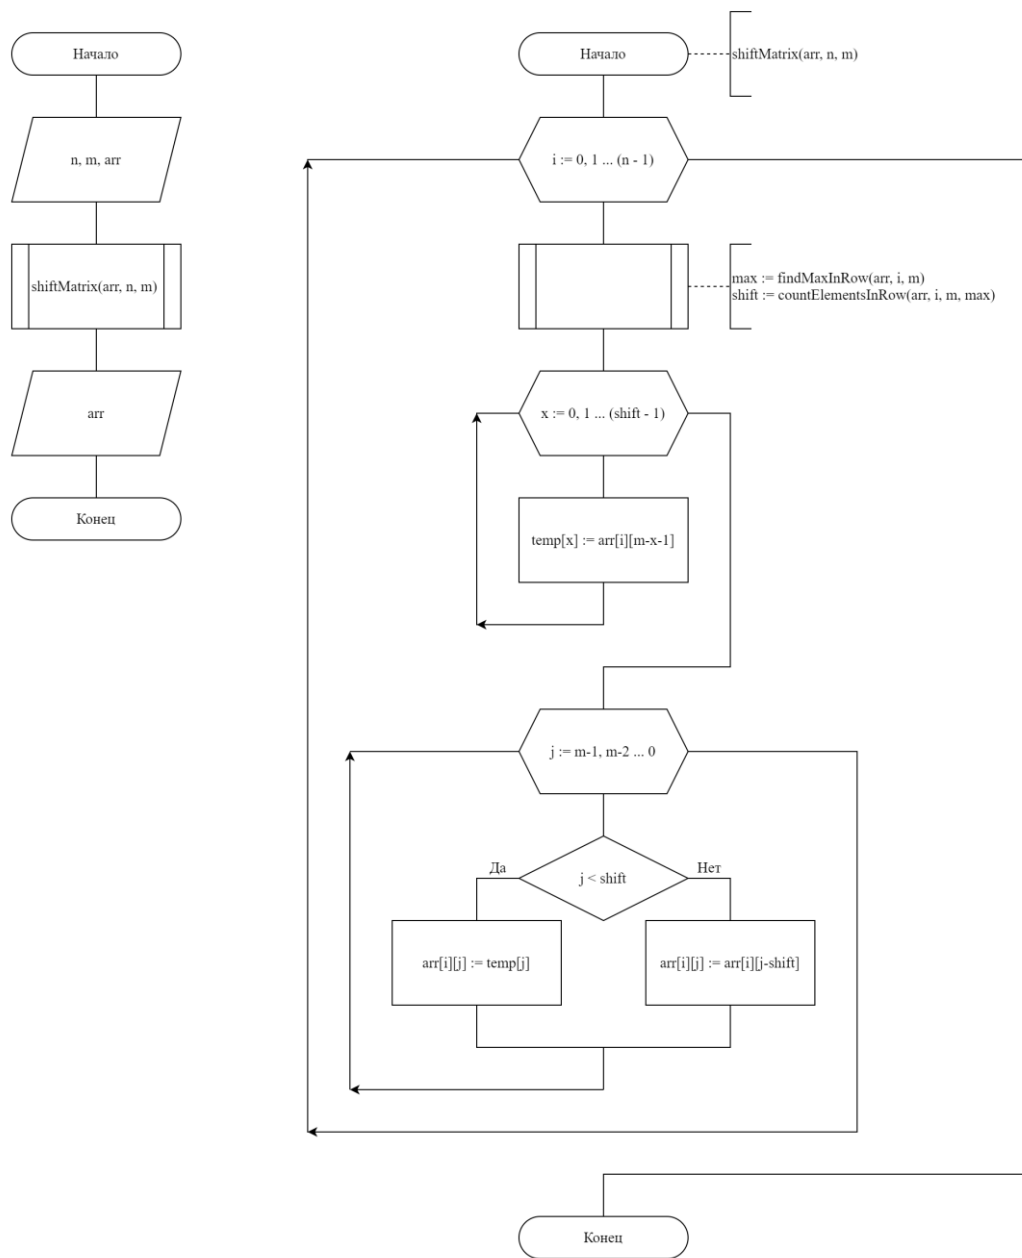 Начало
n, m, arr
shiftMatrix(arr, n, m)
arr
Конец
Начало
shiftMatrix(arr, n, m)
i := 0, 1 ... (n - 1)
max := findMaxInRow(arr, i, m)
shift := countElementsInRow(arr, i, m, max)
x := 0, 1 ... (shift - 1)
temp[x] := arr[i][m-x-1]
j := m-1, m-2 ... 0
Да
j < shift
Нет
arr[i][j] := temp[j]
arr[i][j] := arr[i][j-shift]
Конец